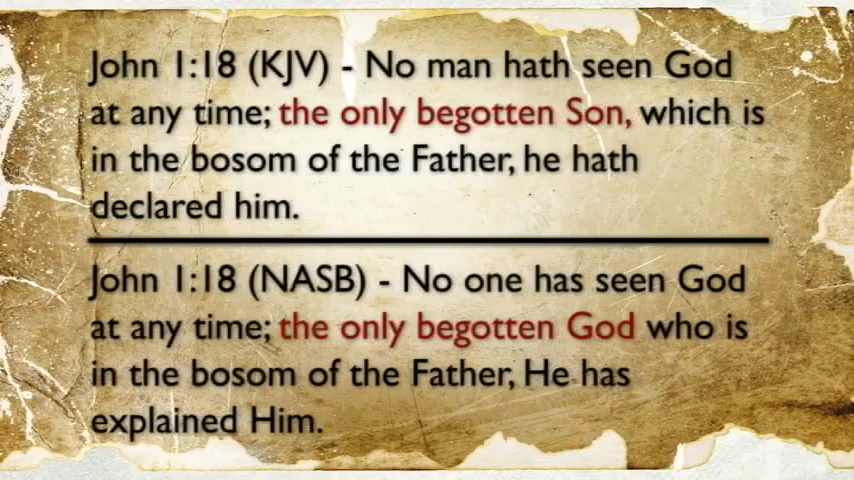 John 1:18 (KJV) - No man hath seen God
at any time; the only begotten Son, which is
in the bosom of the Father, he hath
declared him.
John 1:18 (NASB) - No one has seen God
at any time; the only begotten God who is
in the bosom of the Father, He has
explained Him.